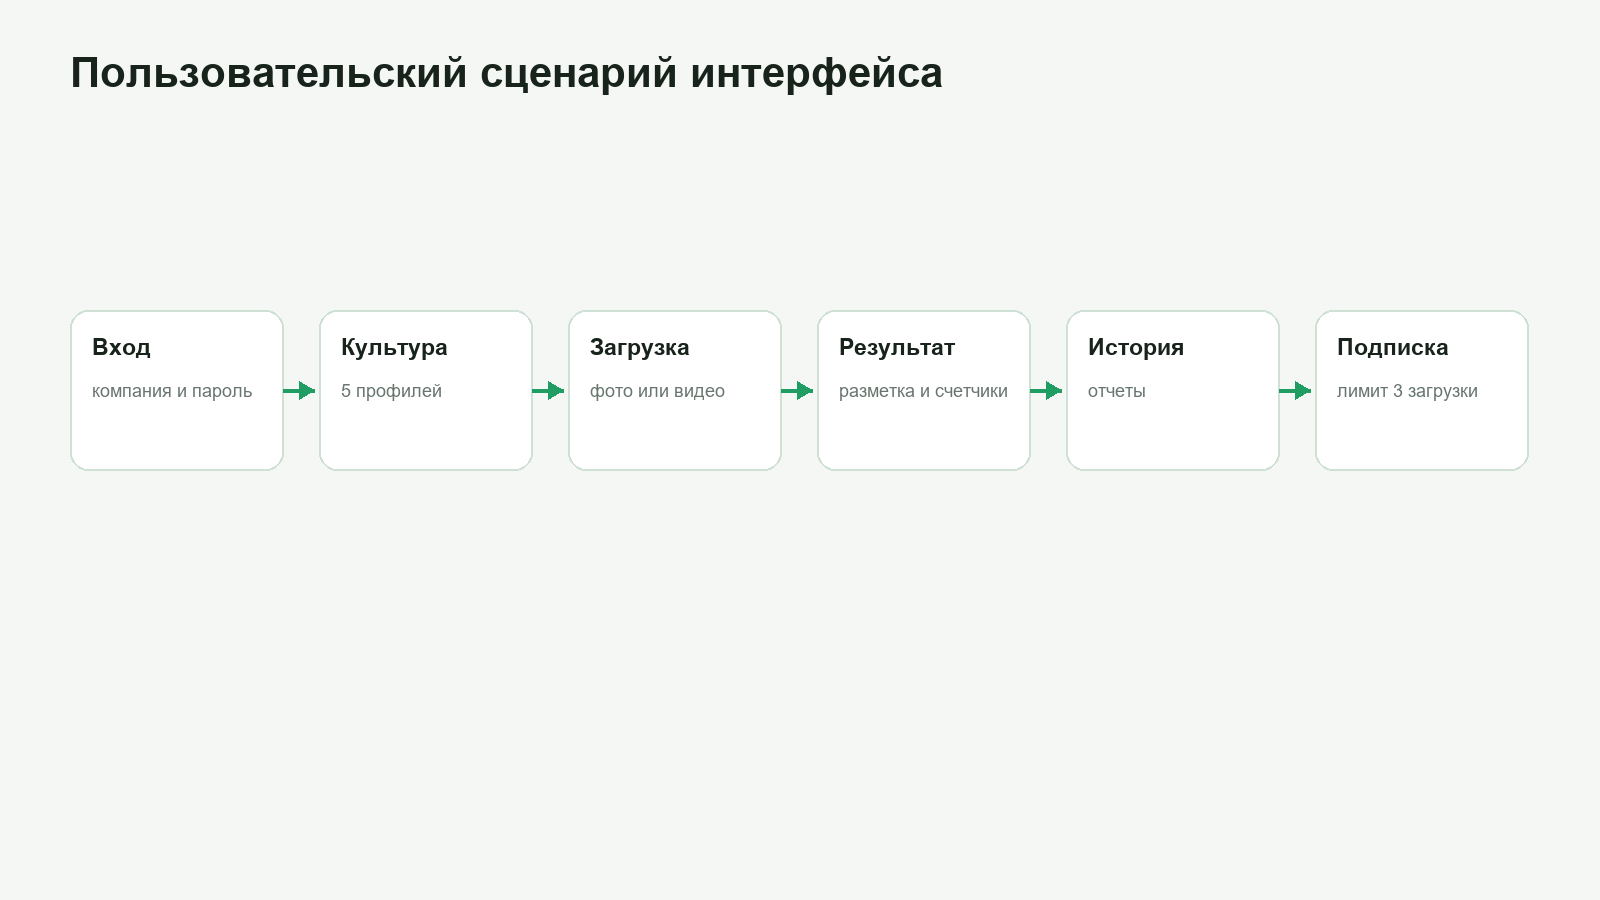 Пользовательский сценарий интерфейса
Вход
компания и пароль
Культура
5 профилей
Загрузка
фото или видео
Результат
разметка и счетчики
История
отчеты
Подписка
лимит 3 загрузки